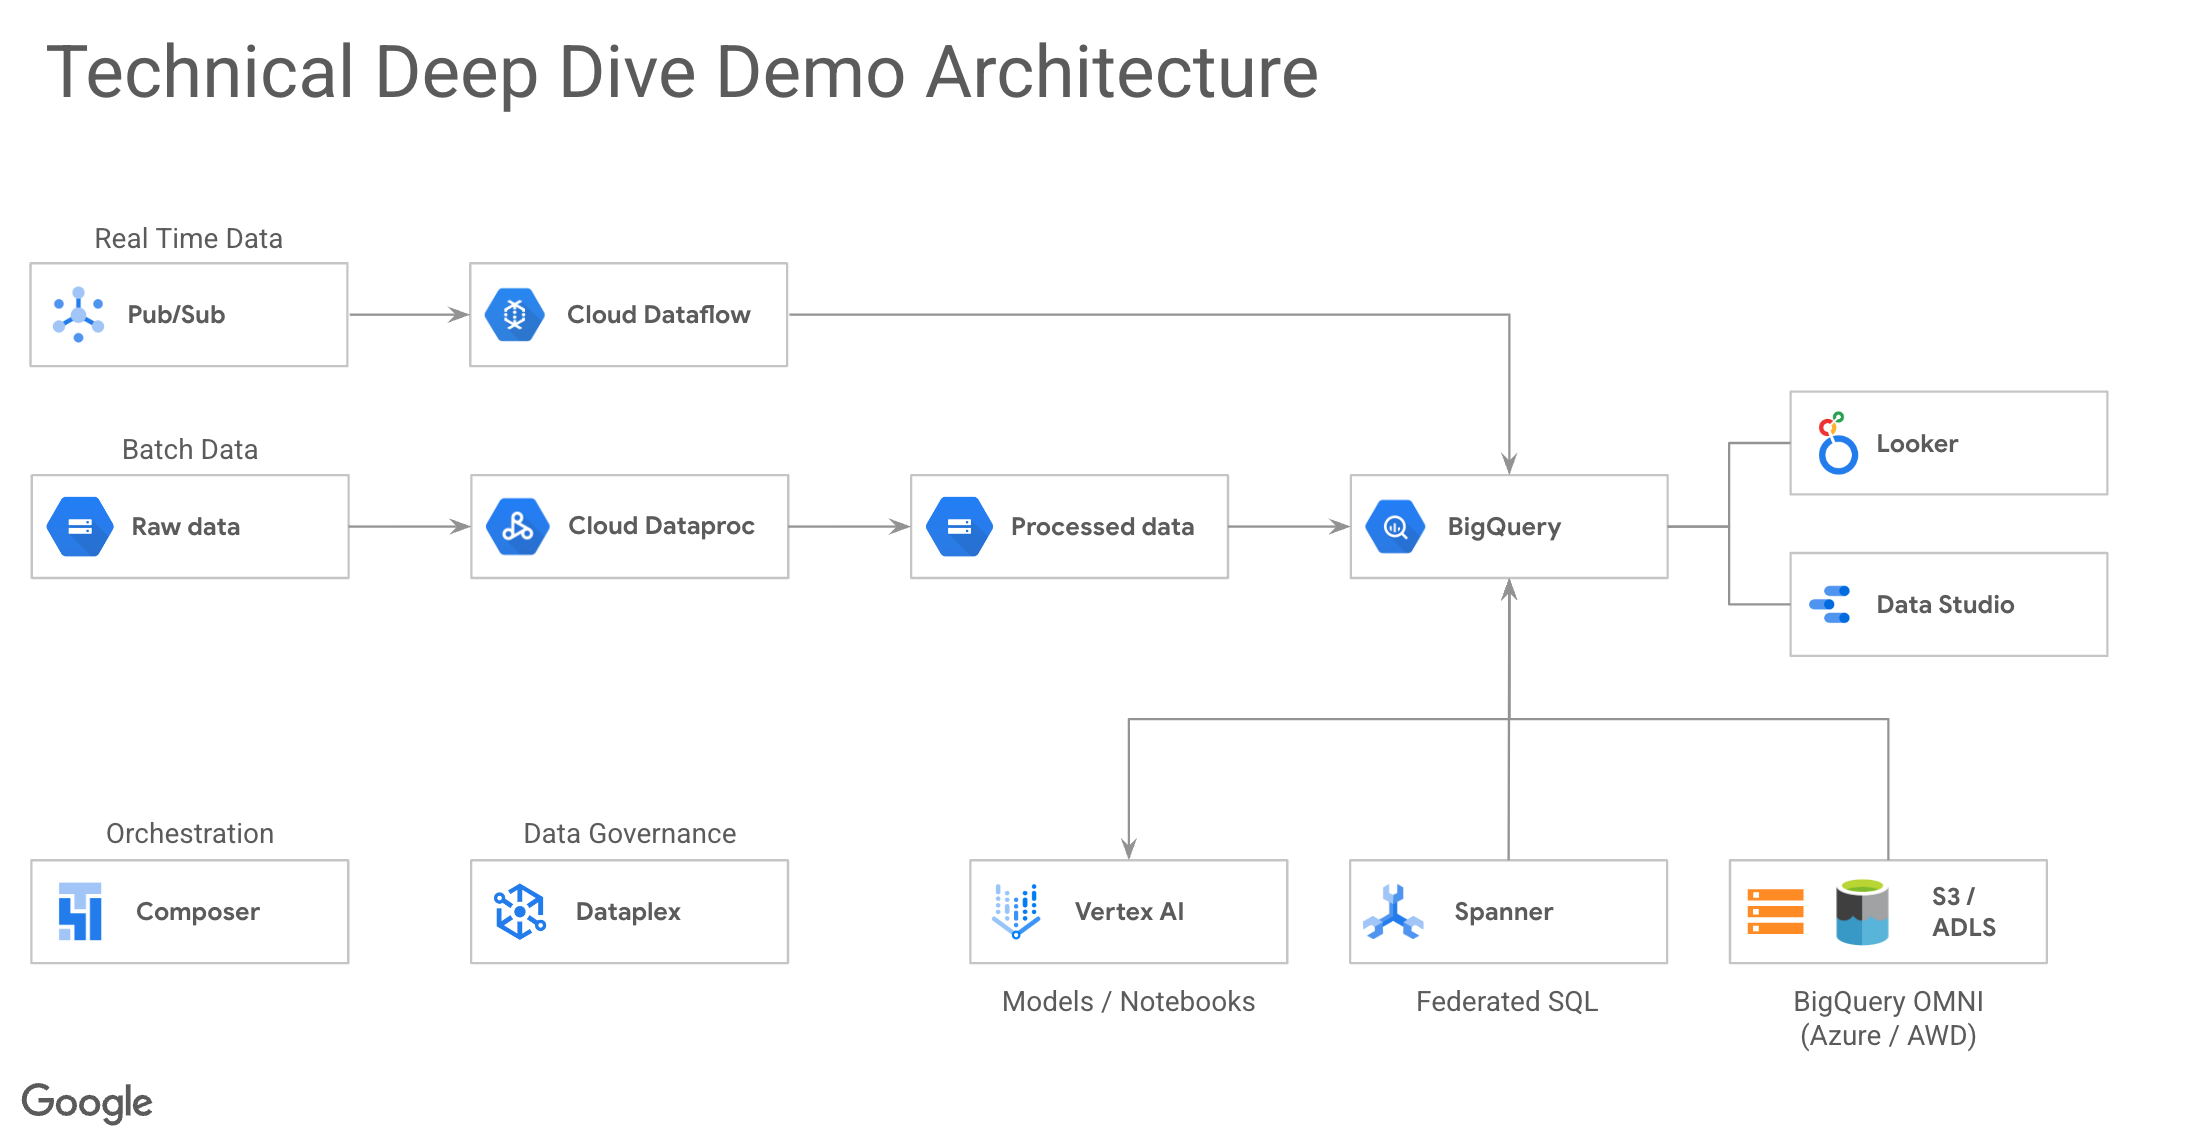 Technical Deep Dive Demo Architecture
Real Time Data
Pub/Sub
Cloud Dataflow
Looker
Batch Data
Raw data
Cloud Dataproc
Processed data
BigQuery
Data Studio
Orchestration
Composer
Data Governance
Dataplex
Vertex AI
Models / Notebooks
Spanner
Federated SQL
S3 /
ADLS
BigQuery OMNI
(Azure / AWD)
Google